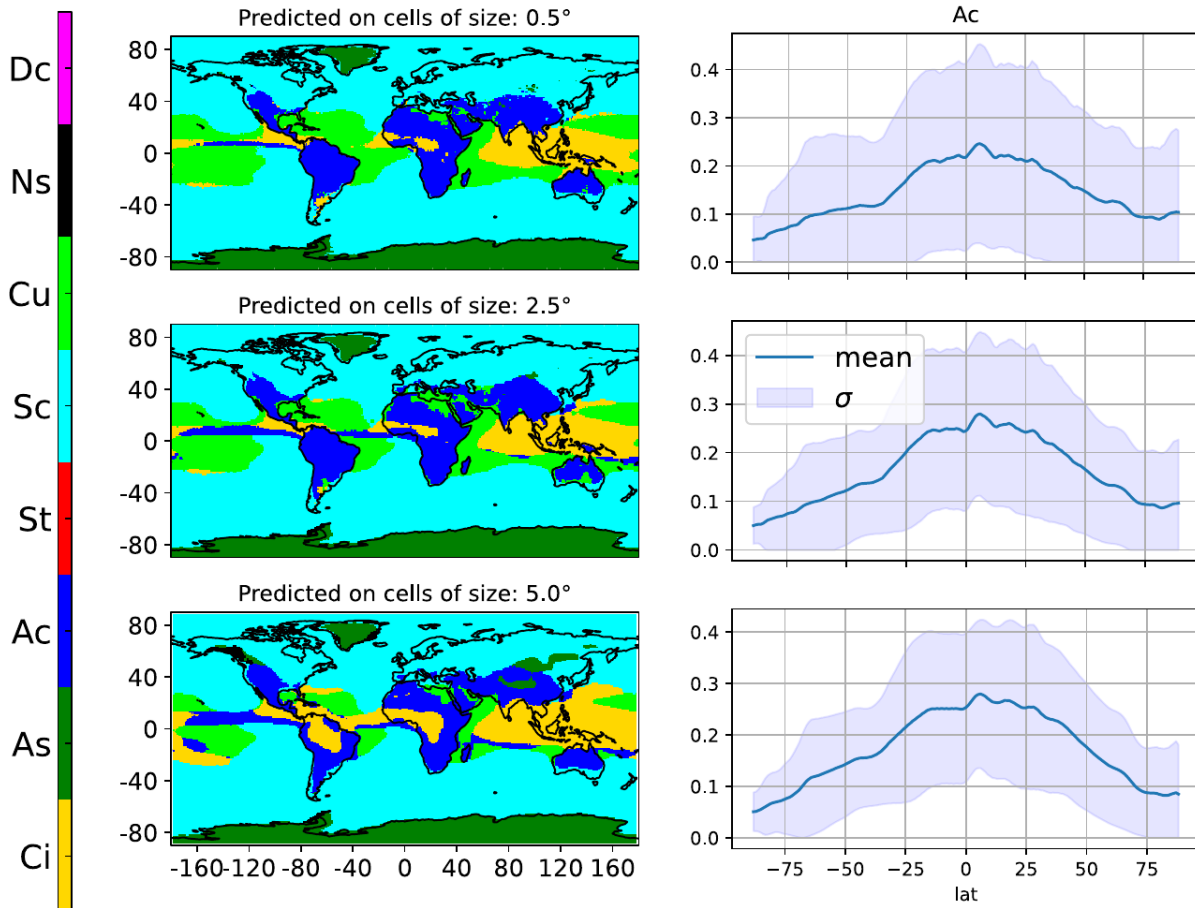 Dc
Ns
Cu
Sc
St
Ac
As
Ci
Predicted on cells of size: 0.5°
80
40
0
-40
-80
Ac
0.4
0.3
0.2
0.1
0.0
Predicted on cells of size: 2.5°
80
40
0
-40
-80
mean
σ
0.4
0.3
0.2
0.1
0.0
Predicted on cells of size: 5.0°
80
40
0
-40
-80
-160 -120 -80 -40 0 40 80 120 160
0.4
0.3
0.2
0.1
0.0
−75 −50 −25 0 25 50 75
lat